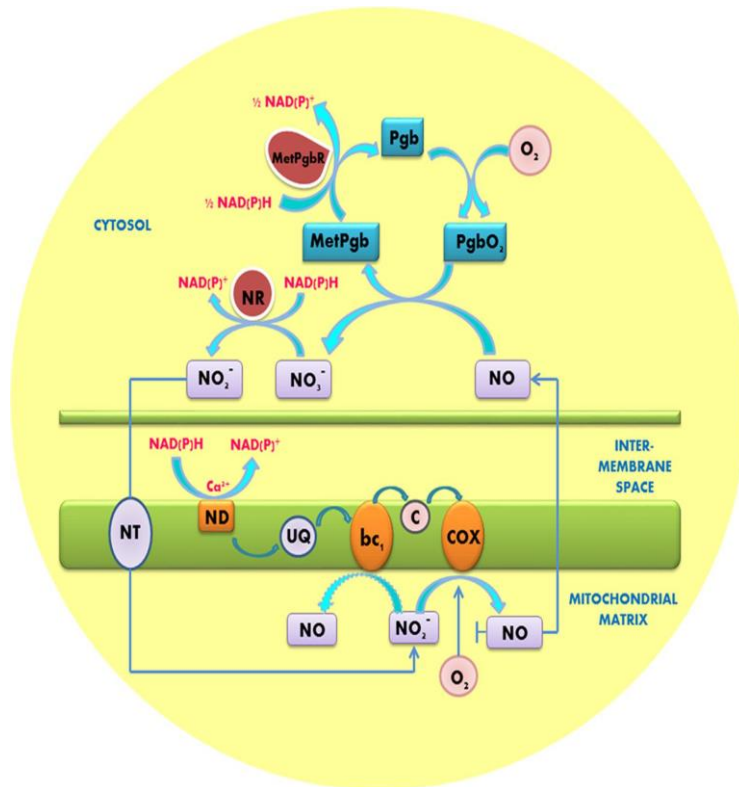 ½ NAD(P)⁺
MetPgbR
Pgb
O₂
½ NAD(P)H
CYTOSOL
MetPgb
PgbO₂
NAD(P)⁺
NR
NAD(P)H
NO₂⁻
NO₃⁻
NO
NAD(P)H
NAD(P)⁺
INTER-
MEMBRANE
SPACE
Ca²⁺
ND
NT
UQ
bc₁
C
COX
NO
NO₂⁻
NO
MITOCHONDRIAL
MATRIX
O₂